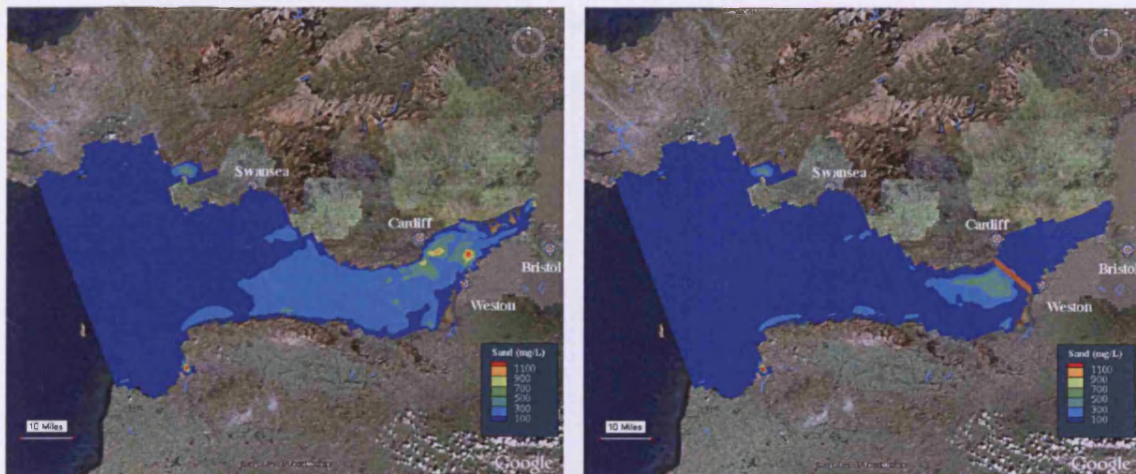 Swansea
Cardiff
Bristol
Weston
Sand (mg/L)
1100
900
700
500
300
100
10 Miles
Google
Swansea
Cardiff
Bristol
Weston
Sand (mg/L)
1100
900
700
500
300
100
10 Miles
Google